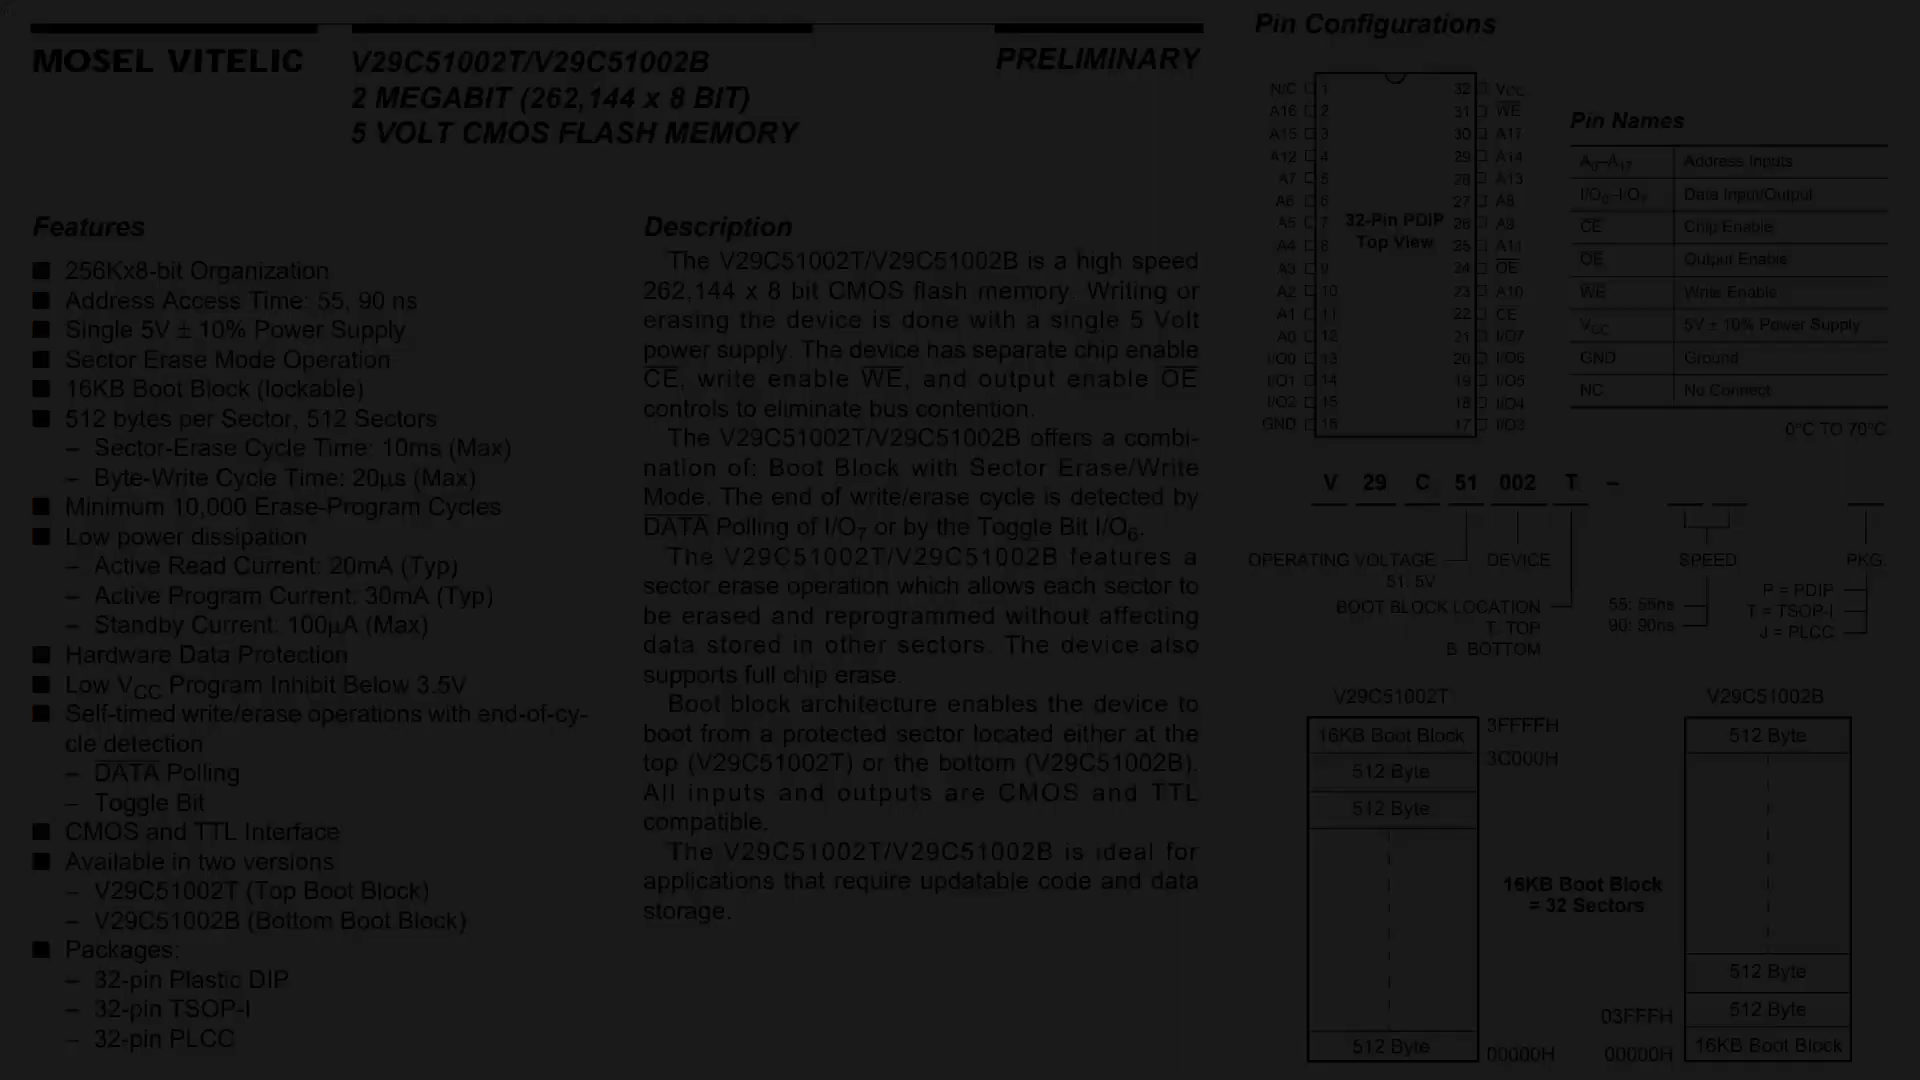 MOSEL VITELIC
V29C51002T/V29C51002B
2 MEGABIT (262,144 x 8 BIT)
5 VOLT CMOS FLASH MEMORY
PRELIMINARY
Features
■ 256Kx8-bit Organization
■ Address Access Time: 55, 90 ns
■ Single 5V ± 10% Power Supply
■ Sector Erase Mode Operation
■ 16KB Boot Block (lockable)
■ 512 bytes per Sector, 512 Sectors
– Sector-Erase Cycle Time: 10ms (Max)
– Byte-Write Cycle Time: 20µs (Max)
■ Minimum 10,000 Erase-Program Cycles
■ Low power dissipation
– Active Read Current: 20mA (Typ)
– Active Program Current: 30mA (Typ)
– Standby Current: 100µA (Max)
■ Hardware Data Protection
■ Low VCC Program Inhibit Below 3.5V
■ Self-timed write/erase operations with end-of-cy-
cle detection
– DATA Polling
– Toggle Bit
■ CMOS and TTL Interface
■ Available in two versions
– V29C51002T (Top Boot Block)
– V29C51002B (Bottom Boot Block)
■ Packages:
– 32-pin Plastic DIP
– 32-pin TSOP-I
– 32-pin PLCC
Description
The V29C51002T/V29C51002B is a high speed
262,144 x 8 bit CMOS flash memory. Writing or
erasing the device is done with a single 5 Volt
power supply. The device has separate chip enable
CE, write enable WE, and output enable OE
controls to eliminate bus contention.
The V29C51002T/V29C51002B offers a combi-
nation of: Boot Block with Sector Erase/Write
Mode. The end of write/erase cycle is detected by
DATA Polling of I/O7 or by the Toggle Bit I/O6.
The V29C51002T/V29C51002B features a
sector erase operation which allows each sector to
be erased and reprogrammed without affecting
data stored in other sectors. The device also
supports full chip erase.
Boot block architecture enables the device to
boot from a protected sector located either at the
top (V29C51002T) or the bottom (V29C51002B).
All inputs and outputs are CMOS and TTL
compatible.
The V29C51002T/V29C51002B is ideal for
applications that require updatable code and data
storage.
Pin Configurations
N/C 1 32 VCC
A16 2 31 WE
A15 3 30 A17
A12 4 29 A14
A7 5 28 A13
A6 6 27 A8
A5 7 32-Pin PDIP 26 A9
A4 8 Top View 25 A11
A3 9 24 OE
A2 10 23 A10
A1 11 22 CE
A0 12 21 I/O7
I/O0 13 20 I/O6
I/O1 14 19 I/O5
I/O2 15 18 I/O4
GND 16 17 I/O3
Pin Names
A0–A17 Address Inputs
I/O0–I/O7 Data Input/Output
CE Chip Enable
OE Output Enable
WE Write Enable
VCC 5V ± 10% Power Supply
GND Ground
NC No Connect
0°C TO 70°C
V 29 C 51 002 T –
OPERATING VOLTAGE DEVICE SPEED PKG.
51: 5V
BOOT BLOCK LOCATION
T: TOP
B: BOTTOM
55: 55ns
90: 90ns
P = PDIP
T = TSOP-I
J = PLCC
V29C51002T
16KB Boot Block 3FFFFH
3C000H
512 Byte
512 Byte
512 Byte 00000H
16KB Boot Block
= 32 Sectors
V29C51002B
512 Byte
512 Byte
03FFFH 512 Byte
00000H 16KB Boot Block